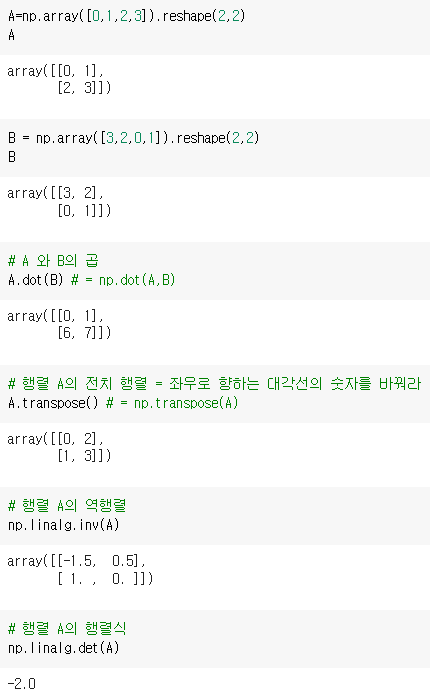 A=np.array([0,1,2,3]).reshape(2,2)
A
array([[0, 1],
       [2, 3]])
B = np.array([3,2,0,1]).reshape(2,2)
B
array([[3, 2],
       [0, 1]])
# A 와 B의 곱
A.dot(B) # = np.dot(A,B)
array([[0, 1],
       [6, 7]])
# 행렬 A의 전치 행렬 = 좌우로 향하는 대각선의 숫자를 바꿔라
A.transpose() # = np.transpose(A)
array([[0, 2],
       [1, 3]])
# 행렬 A의 역행렬
np.linalg.inv(A)
array([[-1.5,  0.5],
       [ 1. ,  0. ]])
# 행렬 A의 행렬식
np.linalg.det(A)
-2.0